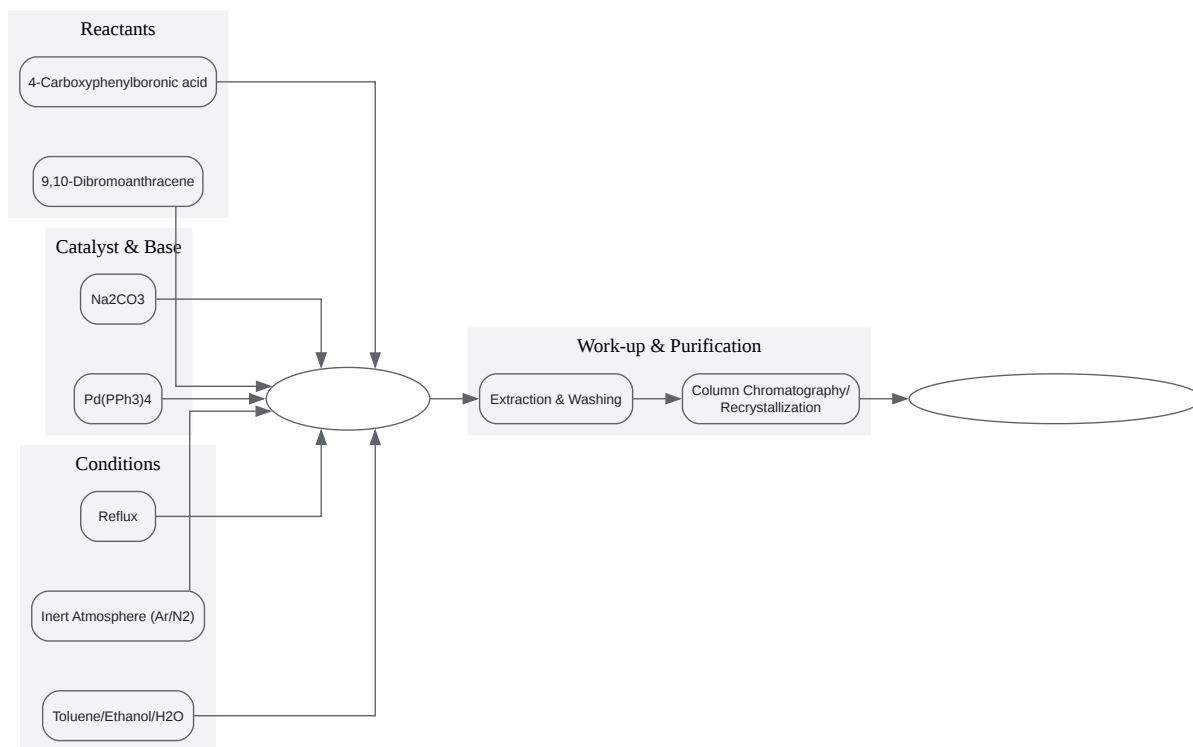 Reactants
4-Carboxyphenylboronic acid
9,10-Dibromoanthracene
Catalyst & Base
Na2CO3
Pd(PPh3)4
Conditions
Reflux
Inert Atmosphere (Ar/N2)
Toluene/Ethanol/H2O
Work-up & Purification
Extraction & Washing
Column Chromatography/
Recrystallization